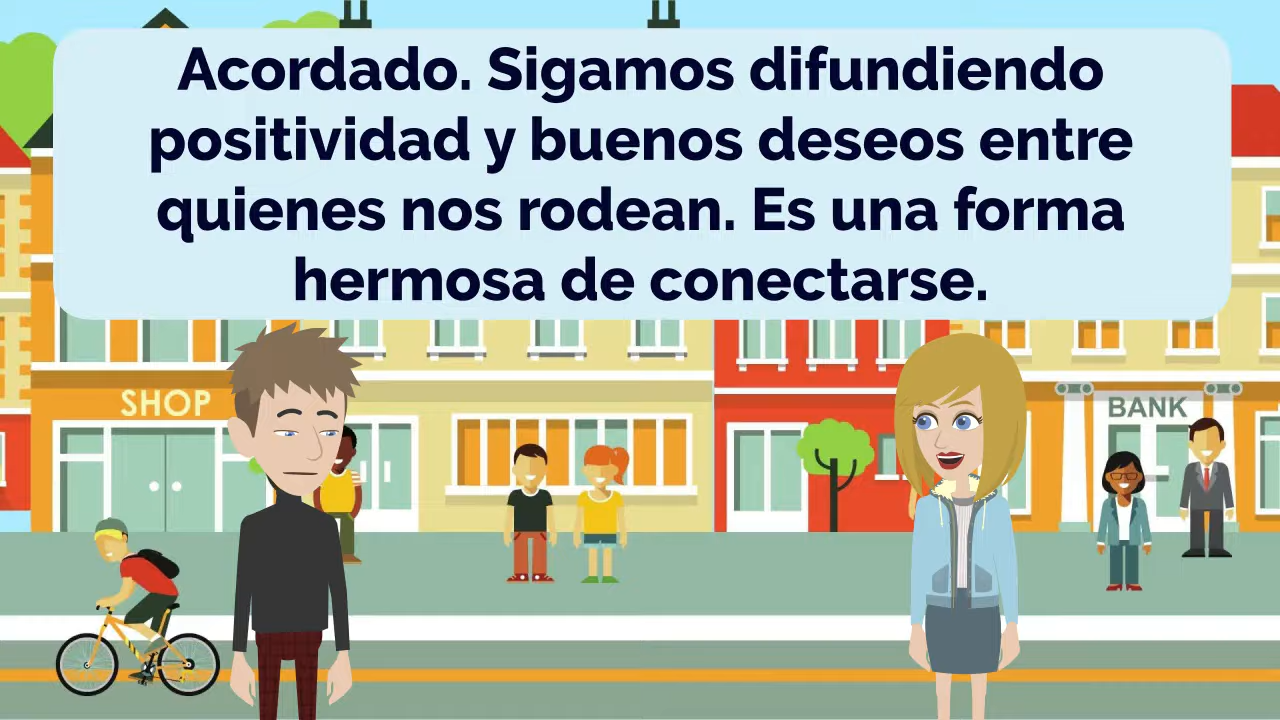 Acordado. Sigamos difundiendo
positividad y buenos deseos entre
quienes nos rodean. Es una forma
hermosa de conectarse.
SHOP
BANK